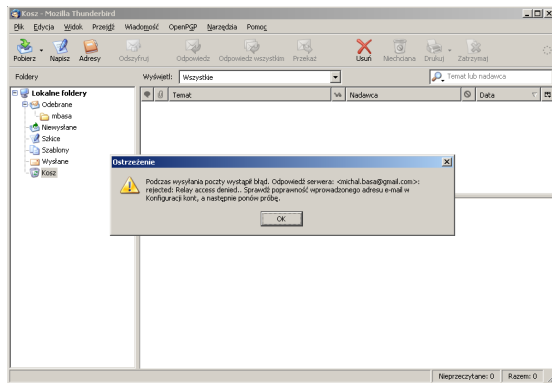 Kosz - Mozilla Thunderbird
Plik Edycja Widok Przejdź Wiadomość OpenPGP Narzędzia Pomoc
Pobierz Napisz Adresy Odszyfruj Odpowiedz Odpowiedz wszystkim Przekaż Usuń Niechciana Drukuj Zatrzymaj
Foldery
Wyświetl: Wszystkie
Temat lub nadawca
Lokalne foldery
Temat Nadawca Data
Odebrane
mbasa
Niewysłane
Szkice
Szablony
Wysłane
Kosz
Ostrzeżenie
Podczas wysyłania poczty wystąpił błąd. Odpowiedź serwera: <michal.basa@gmail.com>:
rejected: Relay access denied.. Sprawdź poprawność wprowadzonego adresu e-mail w
Konfiguracji kont, a następnie ponów próbę.
OK
Nieprzeczytane: 0 Razem: 0